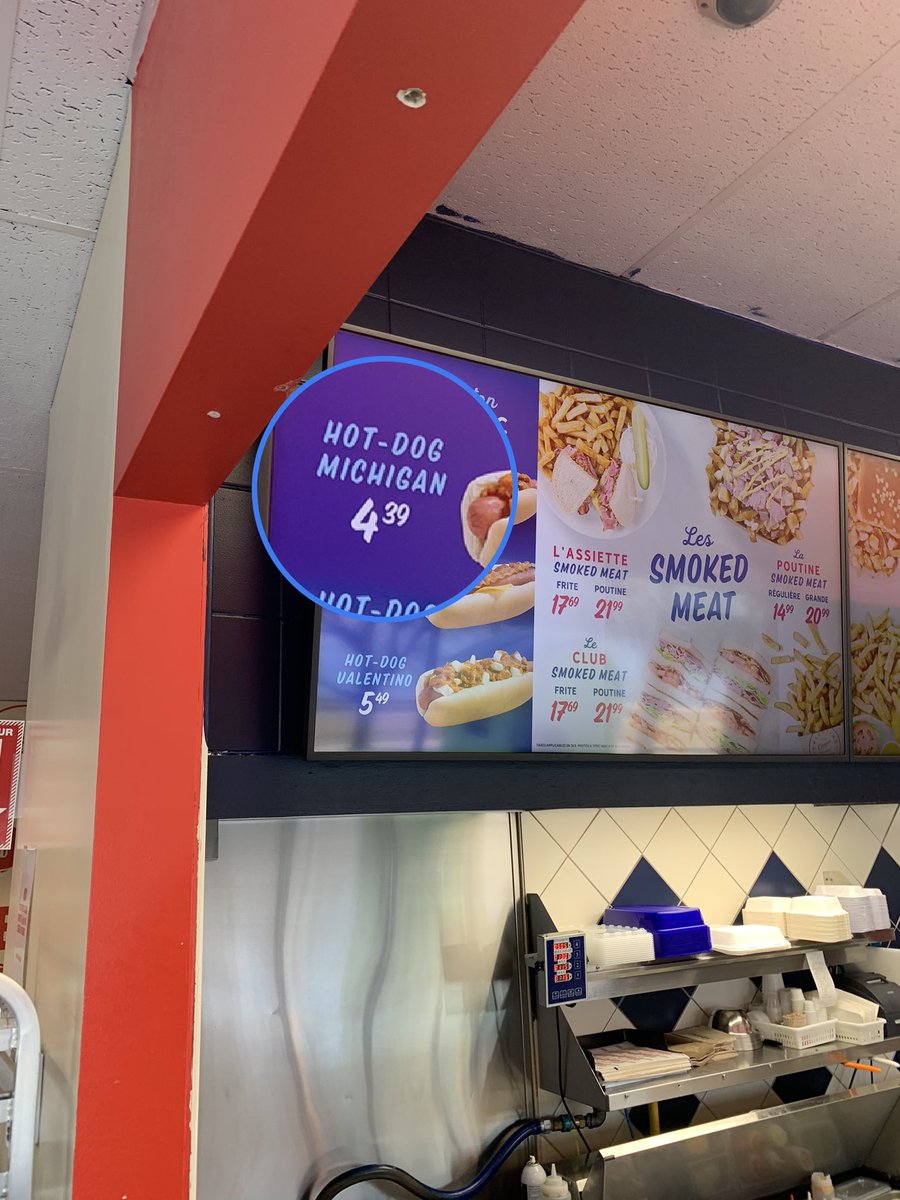 HOT-DOG
MICHIGAN
4 39
HOT-DOG
HOT-DOG
VALENTINO
5 49
L'ASSIETTE
SMOKED MEAT
FRITE POUTINE
17 69 21 99
Les
SMOKED
MEAT
La
POUTINE
SMOKED MEAT
RÉGULIÈRE GRANDE
14 99 20 99
Le
CLUB
SMOKED MEAT
FRITE POUTINE
17 69 21 99